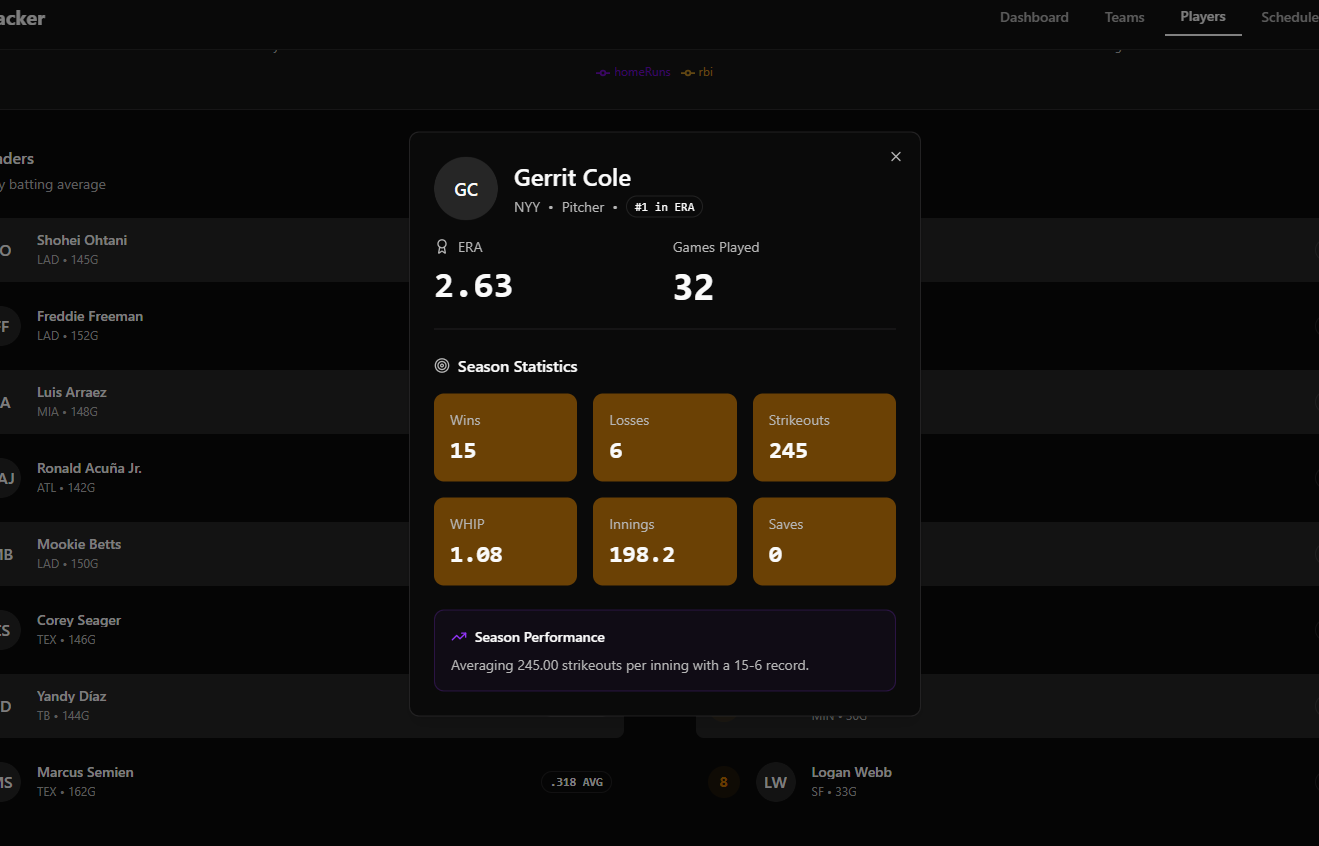 acker
Dashboard
Teams
Players
Schedule
homeRuns
rbi
nders
y batting average
O
Shohei Ohtani
LAD • 145G
FF
Freddie Freeman
LAD • 152G
A
Luis Arraez
MIA • 148G
AJ
Ronald Acuña Jr.
ATL • 142G
MB
Mookie Betts
LAD • 150G
CS
Corey Seager
TEX • 146G
D
Yandy Díaz
TB • 144G
MS
Marcus Semien
TEX • 162G
.318 AVG
GC
Gerrit Cole
NYY • Pitcher • #1 in ERA
ERA
2.63
Games Played
32
Season Statistics
Wins
15
Losses
6
Strikeouts
245
WHIP
1.08
Innings
198.2
Saves
0
Season Performance
Averaging 245.00 strikeouts per inning with a 15-6 record.
8
LW
Logan Webb
SF • 33G